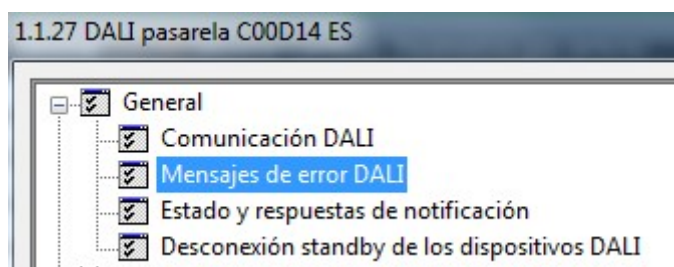 1.1.27 DALI pasarela C00D14 ES
General
Comunicación DALI
Mensajes de error DALI
Estado y respuestas de notificación
Desconexión standby de los dispositivos DALI